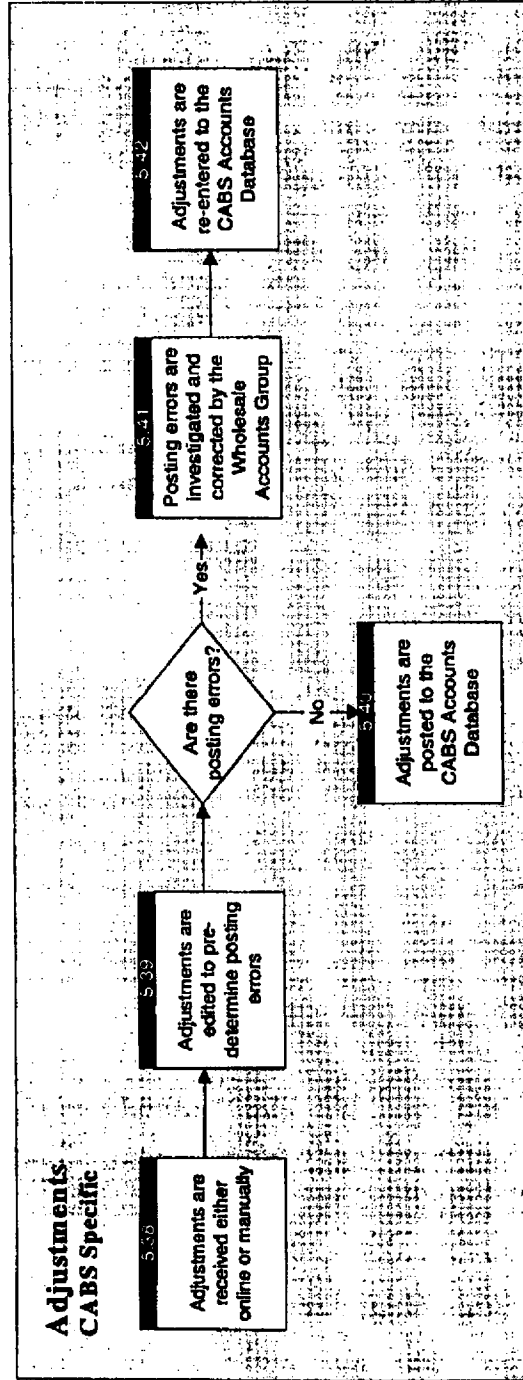 Adjustments
CABS Specific
5.38
Adjustments are
received either
online or manually
5.39
Adjustments are
edited to pre-
determine posting
errors
Are there
posting errors?
Yes
No
5.40
Adjustments are
posted to the
CABS Accounts
Database
5.41
Posting errors are
investigated and
corrected by the
Wholesale
Accounts Group
5.42
Adjustments are
re-entered to the
CABS Accounts
Database